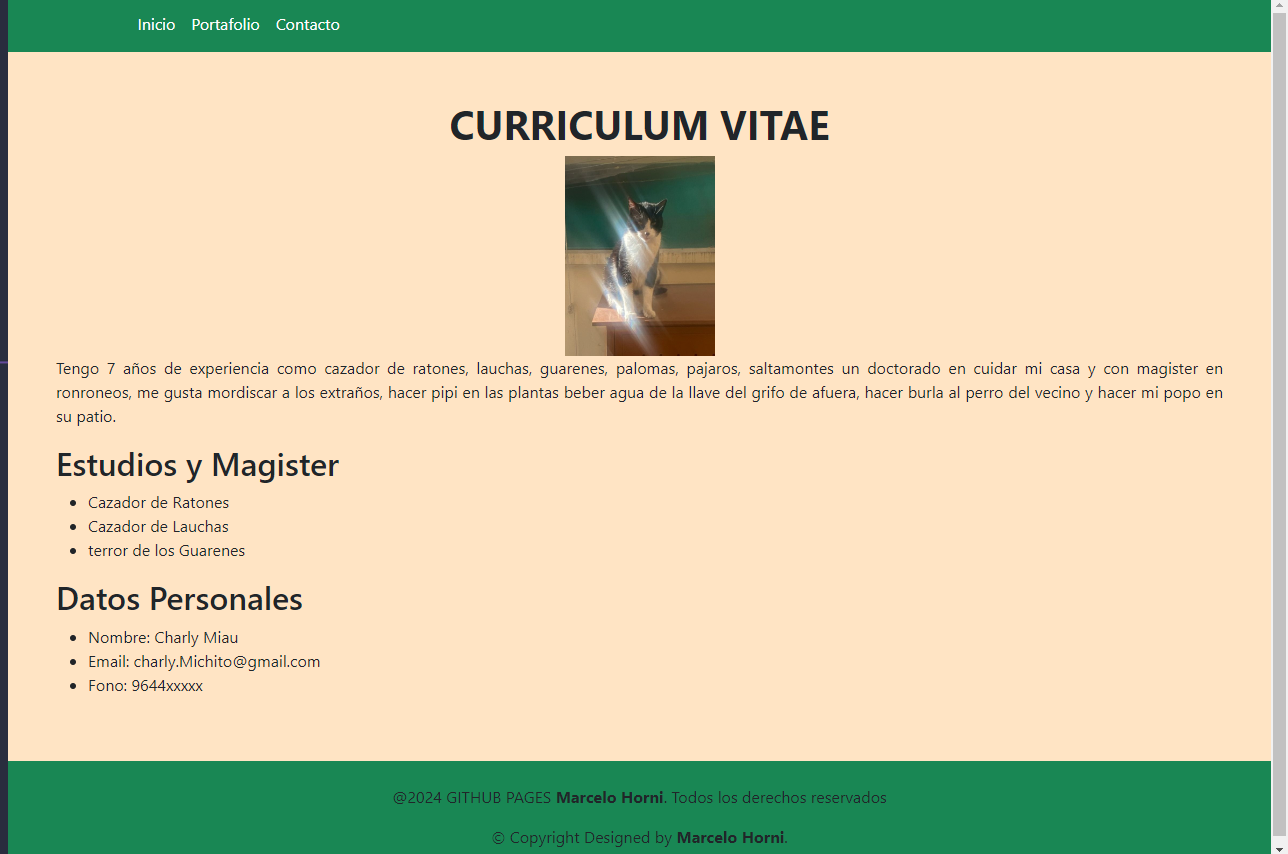 Inicio Portafolio Contacto
CURRICULUM VITAE
Tengo 7 años de experiencia como cazador de ratones, lauchas, guarenes, palomas, pajaros, saltamontes un doctorado en cuidar mi casa y con magister en
ronroneos, me gusta mordiscar a los extraños, hacer pipi en las plantas beber agua de la llave del grifo de afuera, hacer burla al perro del vecino y hacer mi popo en
su patio.
Estudios y Magister
Cazador de Ratones
Cazador de Lauchas
terror de los Guarenes
Datos Personales
Nombre: Charly Miau
Email: charly.Michito@gmail.com
Fono: 9644xxxxx
@2024 GITHUB PAGES Marcelo Horni. Todos los derechos reservados
© Copyright Designed by Marcelo Horni.